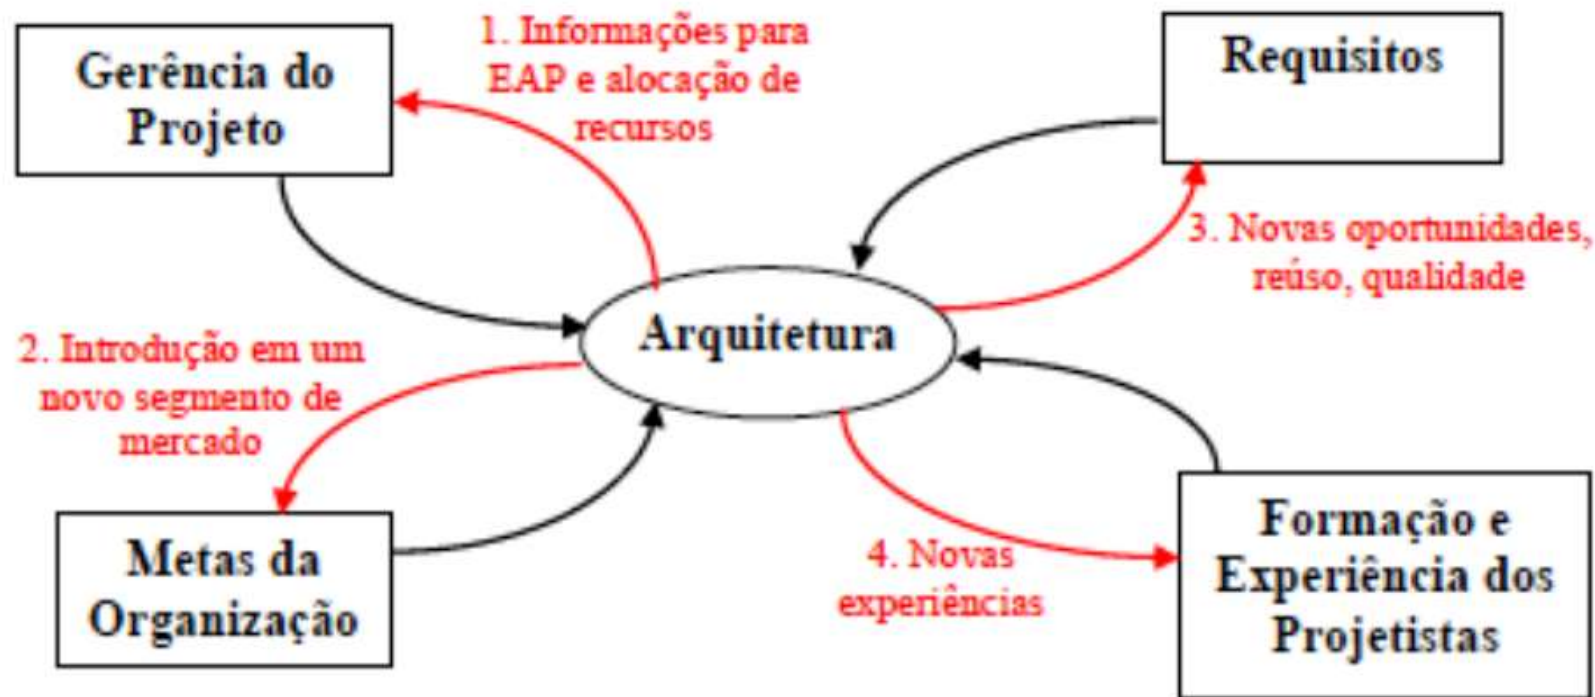 Gerência do
Projeto
1. Informações para
EAP e alocação de
recursos
Requisitos
3. Novas oportunidades,
reúso, qualidade
Arquitetura
2. Introdução em um
novo segmento de
mercado
Metas da
Organização
4. Novas
experiências
Formação e
Experiência dos
Projetistas